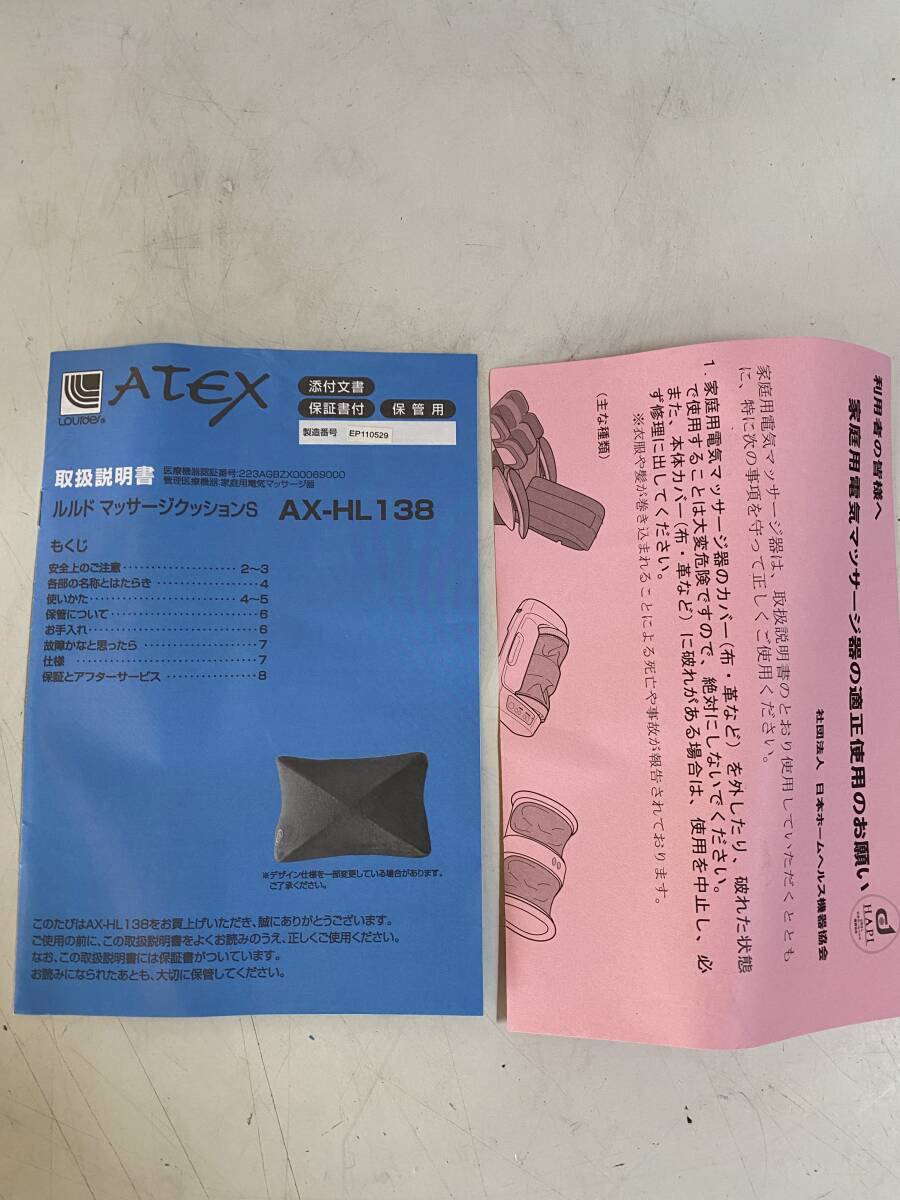 Lourdes®
ATEX
添付文書
保証書付
保管用
製造番号
EP110529
取扱説明書
医療機器認証番号:223AGBZX00089000
管理医療機器:家庭用電気マッサージ器
ルルド マッサージクッションS AX-HL138
もくじ
安全上のご注意 2〜3
各部の名称とはたらき 4
使いかた 4〜5
保管について 6
お手入れ 6
故障かなと思ったら 7
仕様 7
保証とアフターサービス 8
※デザイン仕様を一部変更している場合があります。
ご了承ください。
このたびはAX-HL138をお買上げいただき、誠にありがとうございます。
ご使用の前に、この取扱説明書をよくお読みのうえ、正しくご使用ください。
なお、この取扱説明書には保証書がついています。
お読みになられたあとも、大切に保管してください。
利用者の皆様へ
家庭用電気マッサージ器の適正使用のお願い
社団法人 日本ホームヘルス機器協会
HAPI
家庭用電気マッサージ器は、取扱説明書のとおり使用していただくととも
に、特に次の事項を守って正しくご使用ください。
1. 家庭用電気マッサージ器のカバー(布・革など)を外したり、破れた状態
で使用することは大変危険ですので、絶対にしないでください。
また、本体カバー(布・革など)に破れがある場合は、使用を中止し、必
ず修理に出してください。
※衣服や髪が巻き込まれることによる死亡や事故が報告されております。
(主な種類)